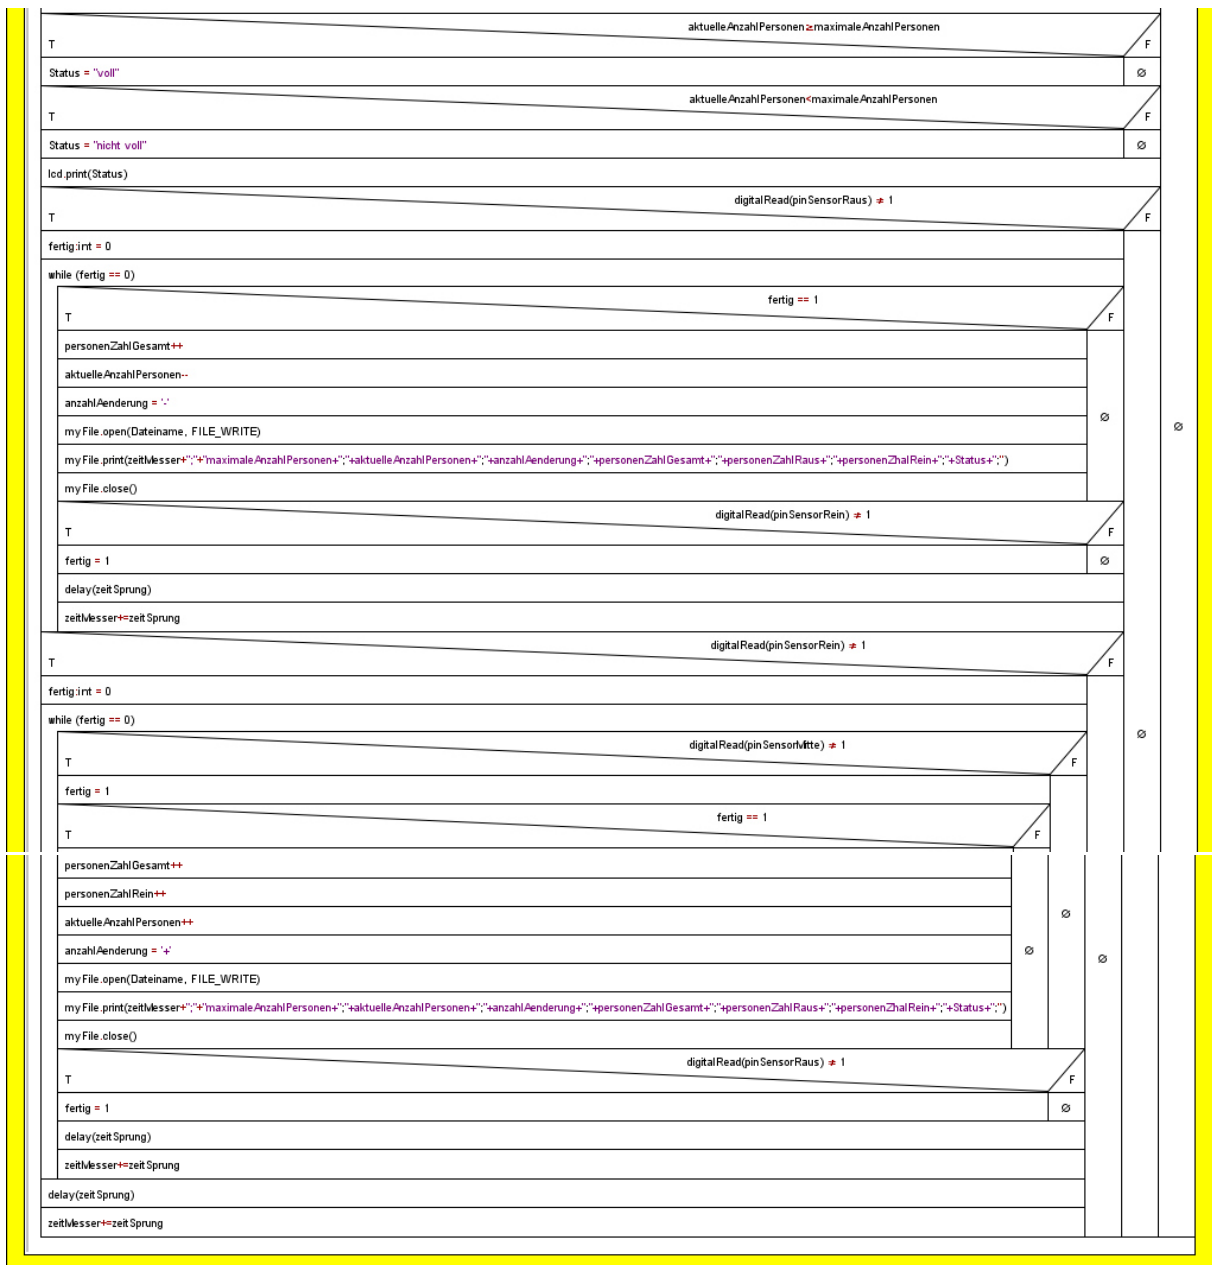 aktuelleAnzahlPersonen≥maximaleAnzahlPersonen
T
F
Status = "voll"
∅
aktuelleAnzahlPersonen<maximaleAnzahlPersonen
T
F
Status = "nicht voll"
∅
lcd.print(Status)
digitalRead(pinSensorRaus) ≠ 1
T
F
fertig:int = 0
while (fertig == 0)
fertig == 1
T
F
personenZahlGesamt++
aktuelleAnzahlPersonen--
anzahlAenderung = '-'
∅
∅
myFile.open(Dateiname, FILE_WRITE)
myFile.print(zeitMesser+";"+"maximaleAnzahlPersonen+";"+aktuelleAnzahlPersonen+";"+anzahlAenderung+";"+personenZahlGesamt+";"+personenZahlRaus+";"+personenZhalRein+";"+Status+";")
myFile.close()
digitalRead(pinSensorRein) ≠ 1
T
F
fertig = 1
∅
delay(zeitSprung)
zeitMesser+=zeitSprung
digitalRead(pinSensorRein) ≠ 1
T
F
fertig:int = 0
while (fertig == 0)
∅
digitalRead(pinSensorMitte) ≠ 1
T
F
fertig = 1
fertig == 1
T
F
personenZahlGesamt++
personenZahlRein++
∅
aktuelleAnzahlPersonen++
anzahlAenderung = '+'
∅
∅
myFile.open(Dateiname, FILE_WRITE)
myFile.print(zeitMesser+";"+"maximaleAnzahlPersonen+";"+aktuelleAnzahlPersonen+";"+anzahlAenderung+";"+personenZahlGesamt+";"+personenZahlRaus+";"+personenZhalRein+";"+Status+";")
myFile.close()
digitalRead(pinSensorRaus) ≠ 1
T
F
fertig = 1
∅
delay(zeitSprung)
zeitMesser+=zeitSprung
delay(zeitSprung)
zeitMesser+=zeitSprung